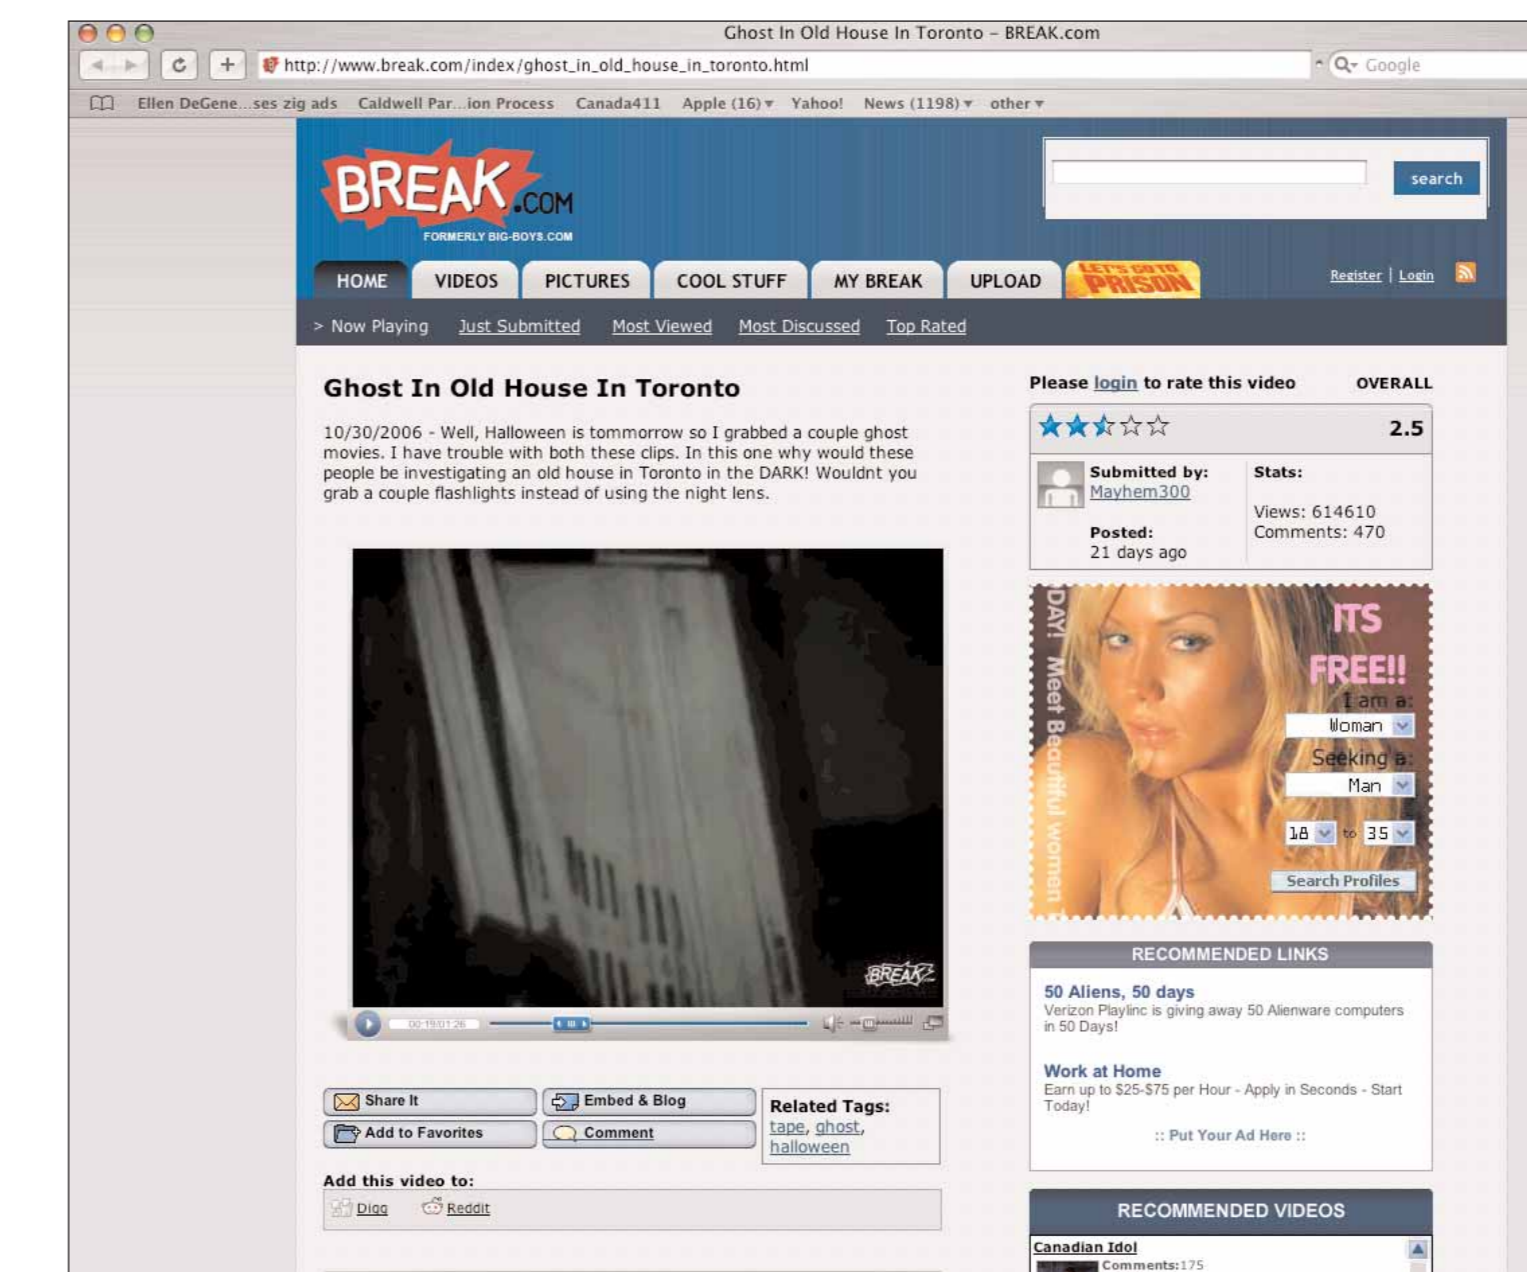 Ghost In Old House In Toronto – BREAK.com
http://www.break.com/index/ghost_in_old_house_in_toronto.html
Google
Ellen DeGene...ses zig ads Caldwell Par...ion Process Canada411 Apple (16) Yahoo! News (1198) other
BREAK.COM
FORMERLY BIG-BOYS.COM
search
HOME VIDEOS PICTURES COOL STUFF MY BREAK UPLOAD LET'S GO TO PRISON
Register | Login
> Now Playing Just Submitted Most Viewed Most Discussed Top Rated
Ghost In Old House In Toronto
10/30/2006 - Well, Halloween is tommorrow so I grabbed a couple ghost
movies. I have trouble with both these clips. In this one why would these
people be investigating an old house in Toronto in the DARK! Wouldnt you
grab a couple flashlights instead of using the night lens.
BREAK
00:19/01:26
Share It
Embed & Blog
Add to Favorites
Comment
Related Tags:
tape, ghost,
halloween
Add this video to:
Digg Reddit
Please login to rate this video OVERALL
2.5
Submitted by:
Mayhem300
Posted:
21 days ago
Stats:
Views: 614610
Comments: 470
DAY! Meet Beautiful women
ITS
FREE!!
I am a:
Woman
Seeking a:
Man
18 to 35
Search Profiles
RECOMMENDED LINKS
50 Aliens, 50 days
Verizon Playlinc is giving away 50 Alienware computers
in 50 Days!
Work at Home
Earn up to $25-$75 per Hour - Apply in Seconds - Start
Today!
:: Put Your Ad Here ::
RECOMMENDED VIDEOS
Canadian Idol
Comments:175